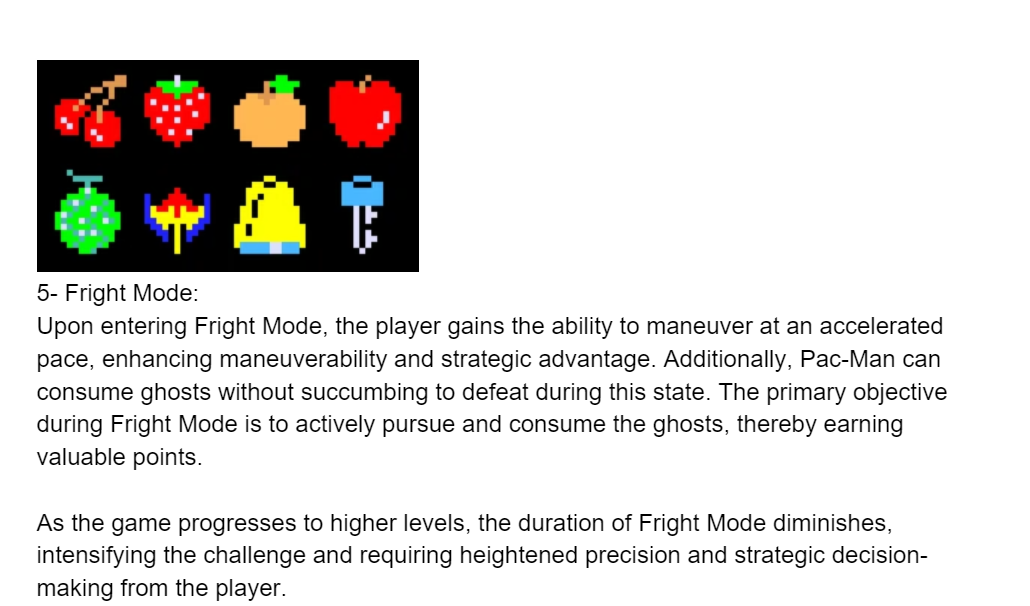 5- Fright Mode:
Upon entering Fright Mode, the player gains the ability to maneuver at an accelerated
pace, enhancing maneuverability and strategic advantage. Additionally, Pac-Man can
consume ghosts without succumbing to defeat during this state. The primary objective
during Fright Mode is to actively pursue and consume the ghosts, thereby earning
valuable points.
As the game progresses to higher levels, the duration of Fright Mode diminishes,
intensifying the challenge and requiring heightened precision and strategic decision-
making from the player.